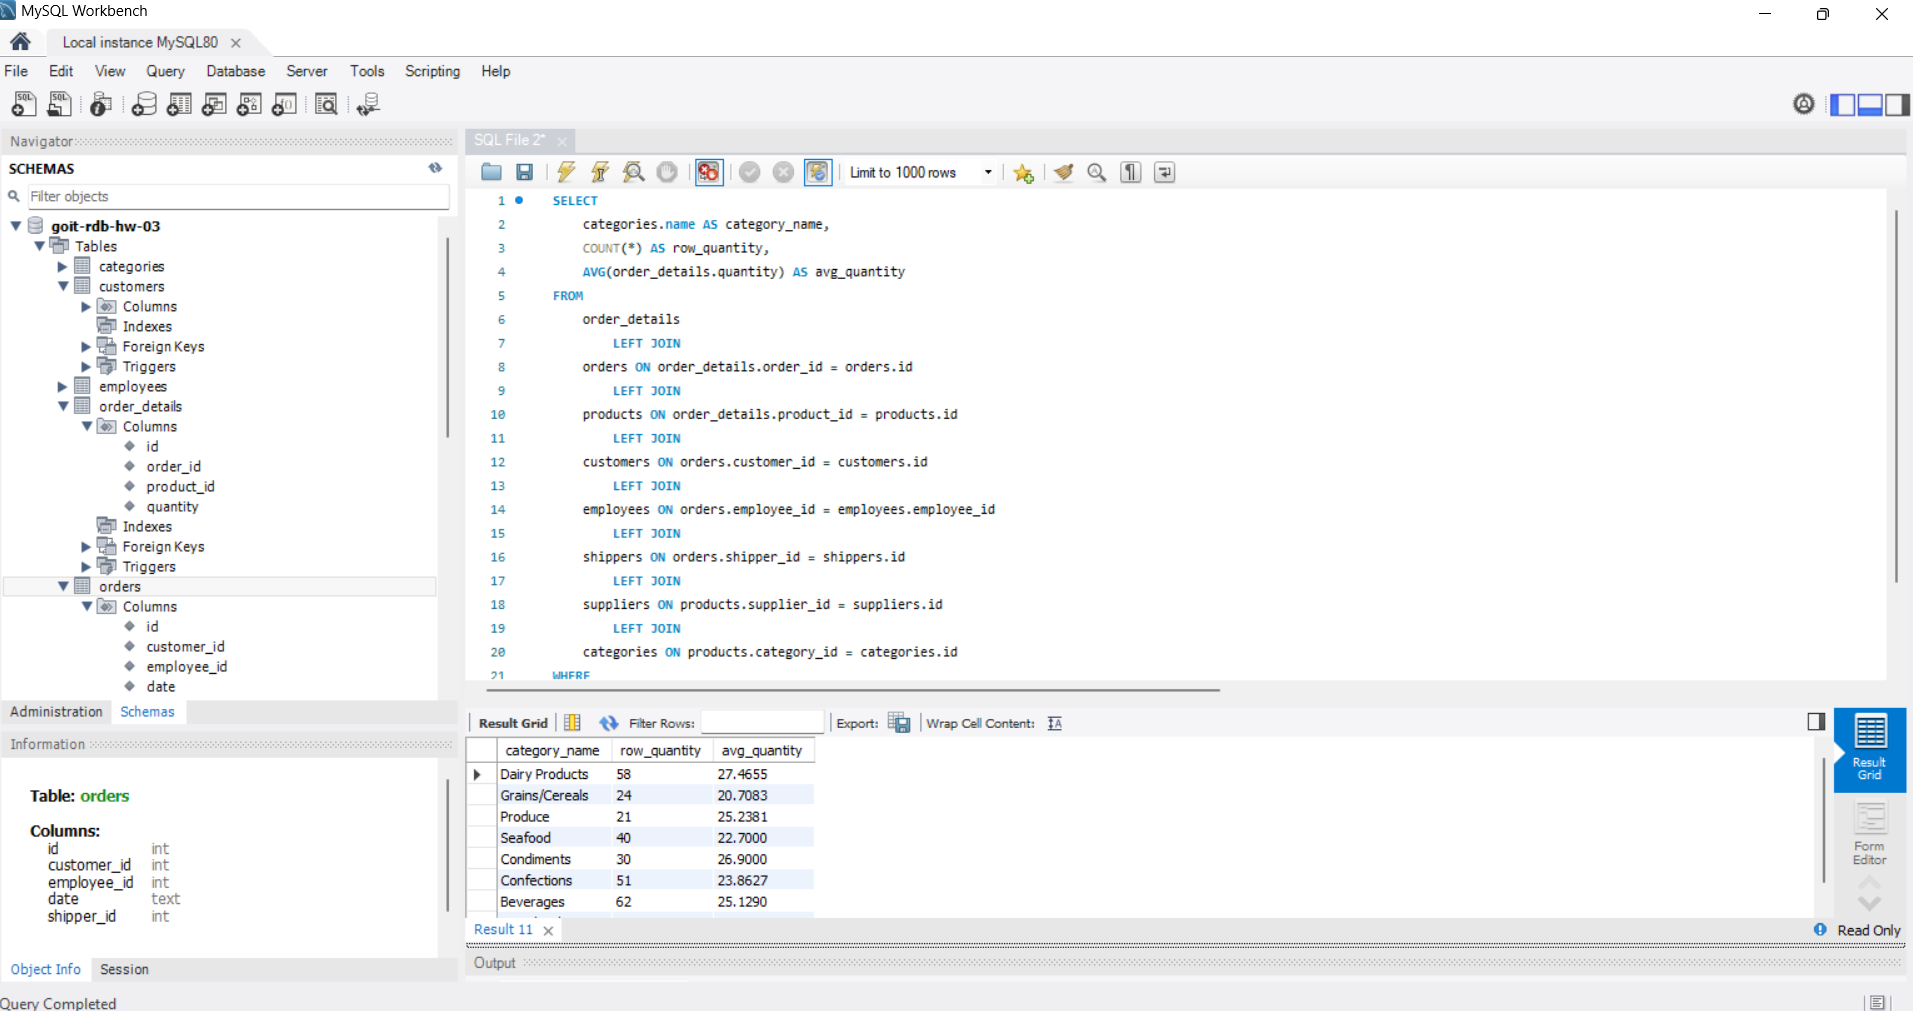 MySQL Workbench
Local instance MySQL80
File Edit View Query Database Server Tools Scripting Help
Navigator
SCHEMAS
Filter objects
goit-rdb-hw-03
Tables
categories
customers
Columns
Indexes
Foreign Keys
Triggers
employees
order_details
Columns
id
order_id
product_id
quantity
Indexes
Foreign Keys
Triggers
orders
Columns
id
customer_id
employee_id
date
Administration Schemas
Information
Table: orders
Columns:
id int
customer_id int
employee_id int
date text
shipper_id int
Object Info Session
Query Completed
SQL File 2*
Limit to 1000 rows
1 SELECT
2 categories.name AS category_name,
3 COUNT(*) AS row_quantity,
4 AVG(order_details.quantity) AS avg_quantity
5 FROM
6 order_details
7 LEFT JOIN
8 orders ON order_details.order_id = orders.id
9 LEFT JOIN
10 products ON order_details.product_id = products.id
11 LEFT JOIN
12 customers ON orders.customer_id = customers.id
13 LEFT JOIN
14 employees ON orders.employee_id = employees.employee_id
15 LEFT JOIN
16 shippers ON orders.shipper_id = shippers.id
17 LEFT JOIN
18 suppliers ON products.supplier_id = suppliers.id
19 LEFT JOIN
20 categories ON products.category_id = categories.id
21 WHERE
Result Grid Filter Rows: Export: Wrap Cell Content:
category_name row_quantity avg_quantity
Dairy Products 58 27.4655
Grains/Cereals 24 20.7083
Produce 21 25.2381
Seafood 40 22.7000
Condiments 30 26.9000
Confections 51 23.8627
Beverages 62 25.1290
Result
Grid
Form
Editor
Result 11
Read Only
Output